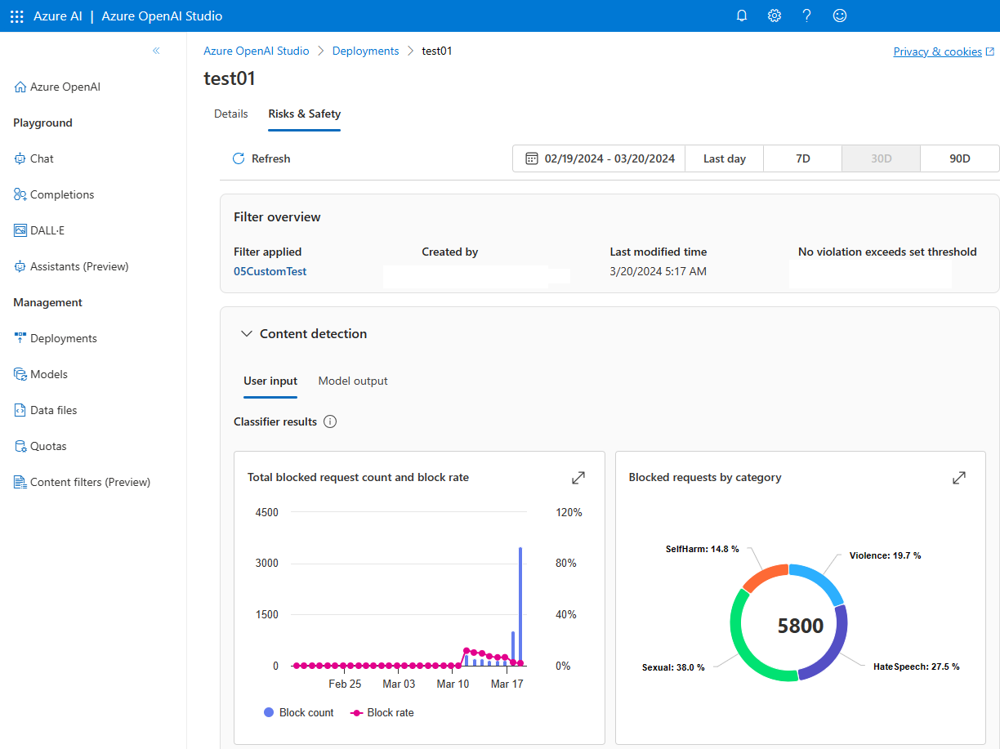 Azure AI | Azure OpenAI Studio
Azure OpenAI Studio > Deployments > test01
Privacy & cookies
test01
Details Risks & Safety
Refresh
02/19/2024 - 03/20/2024 Last day 7D 30D 90D
Azure OpenAI
Playground
Chat
Completions
DALL·E
Assistants (Preview)
Management
Deployments
Models
Data files
Quotas
Content filters (Preview)
Filter overview
Filter applied Created by Last modified time No violation exceeds set threshold
05CustomTest 3/20/2024 5:17 AM
Content detection
User input Model output
Classifier results
Total blocked request count and block rate
4500 120%
3000 80%
1500 40%
0 0%
Feb 25 Mar 03 Mar 10 Mar 17
Block count Block rate
Blocked requests by category
SelfHarm: 14.8 %
Violence: 19.7 %
5800
Sexual: 38.0 %
HateSpeech: 27.5 %